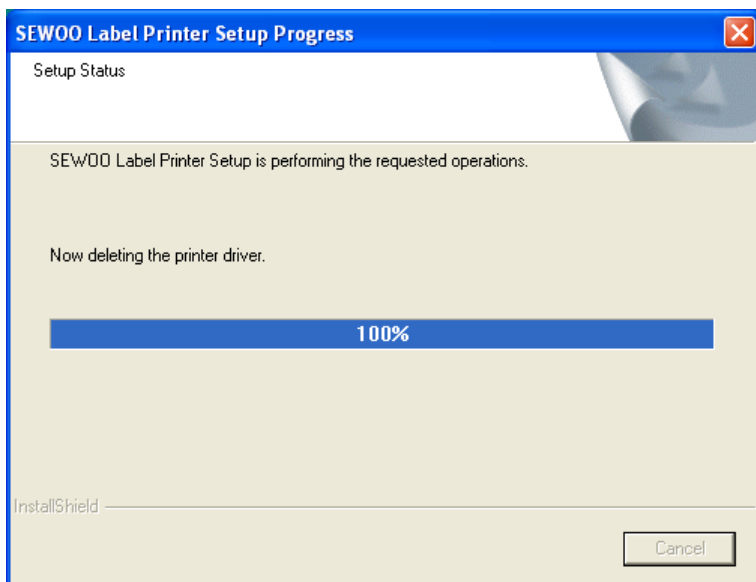 SEWOO Label Printer Setup Progress
Setup Status
SEWOO Label Printer Setup is performing the requested operations.
Now deleting the printer driver.
100%
InstallShield
Cancel